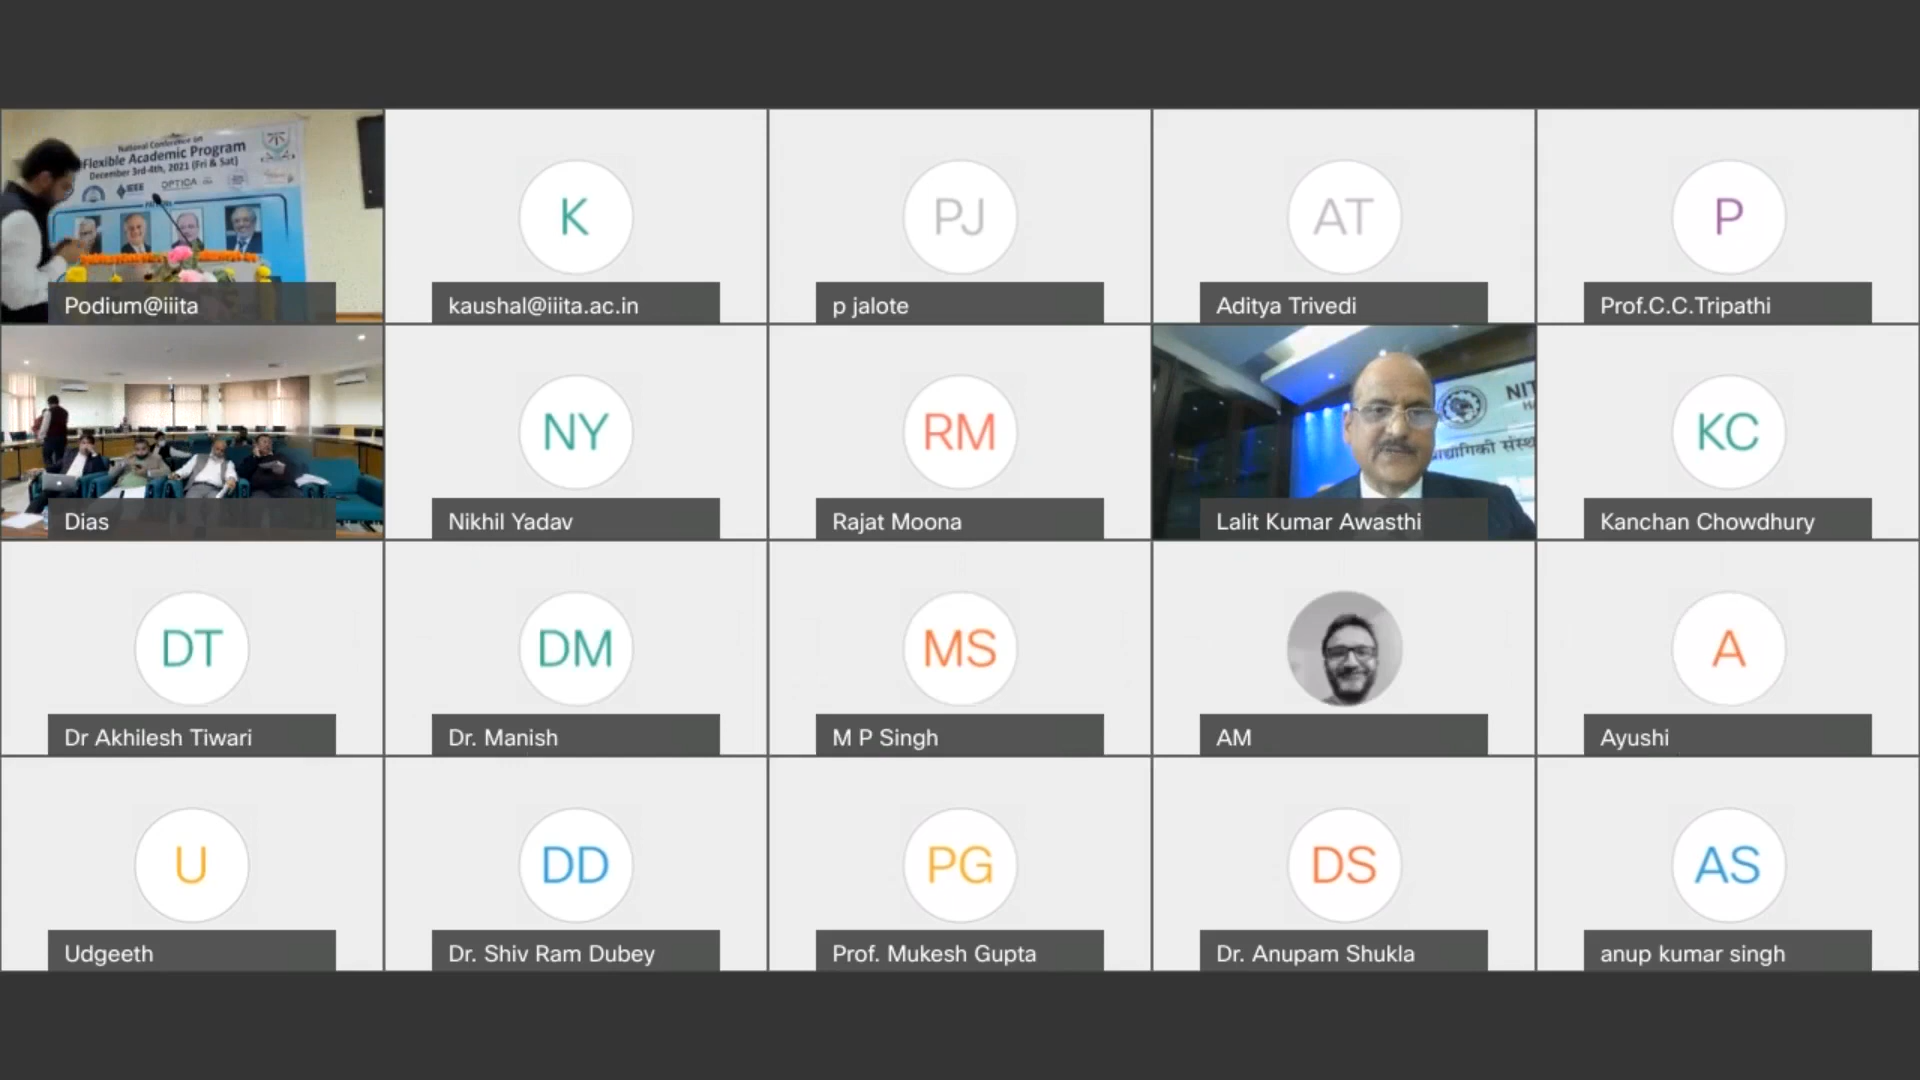 National Conference on
Flexible Academic Program
December 3rd-4th, 2021 (Fri & Sat)
IEEE
OPTICA
Podium@iiita
K
kaushal@iiita.ac.in
PJ
p jalote
AT
Aditya Trivedi
P
Prof.C.C.Tripathi
Dias
NY
Nikhil Yadav
RM
Rajat Moona
NIT
Lalit Kumar Awasthi
KC
Kanchan Chowdhury
DT
Dr Akhilesh Tiwari
DM
Dr. Manish
MS
M P Singh
AM
A
Ayushi
U
Udgeeth
DD
Dr. Shiv Ram Dubey
PG
Prof. Mukesh Gupta
DS
Dr. Anupam Shukla
AS
anup kumar singh